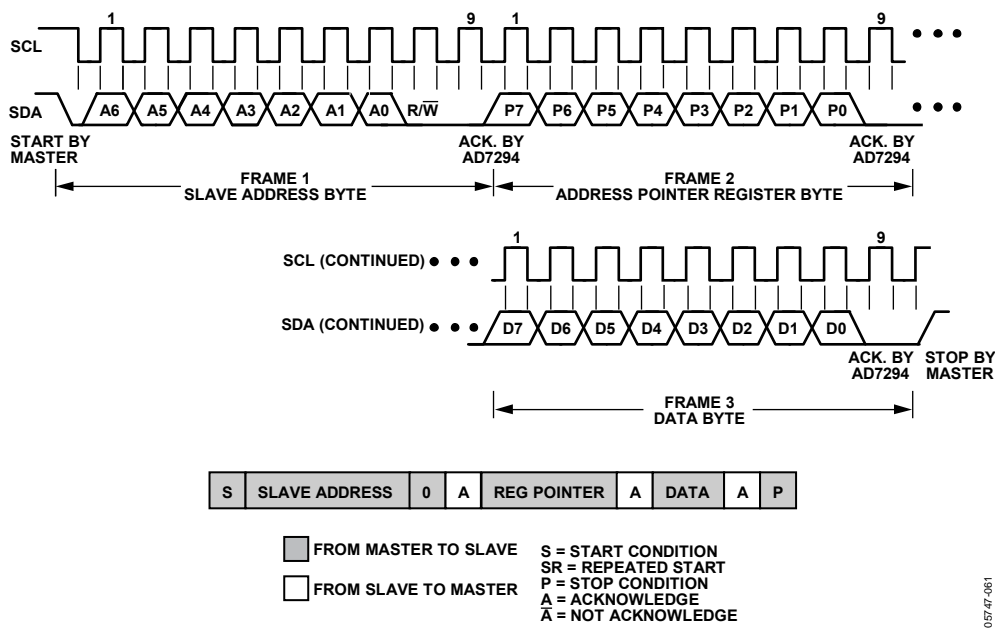 1 9 1 9
SCL
SDA A6 A5 A4 A3 A2 A1 A0 R/W̅ P7 P6 P5 P4 P3 P2 P1 P0
START BY
MASTER
ACK. BY
AD7294
ACK. BY
AD7294
FRAME 1
SLAVE ADDRESS BYTE
FRAME 2
ADDRESS POINTER REGISTER BYTE
1 9
SCL (CONTINUED)
SDA (CONTINUED) D7 D6 D5 D4 D3 D2 D1 D0
ACK. BY
AD7294
STOP BY
MASTER
FRAME 3
DATA BYTE
S SLAVE ADDRESS 0 A REG POINTER A DATA A P
FROM MASTER TO SLAVE
FROM SLAVE TO MASTER
S = START CONDITION
SR = REPEATED START
P = STOP CONDITION
A = ACKNOWLEDGE
A̅ = NOT ACKNOWLEDGE
05747-061